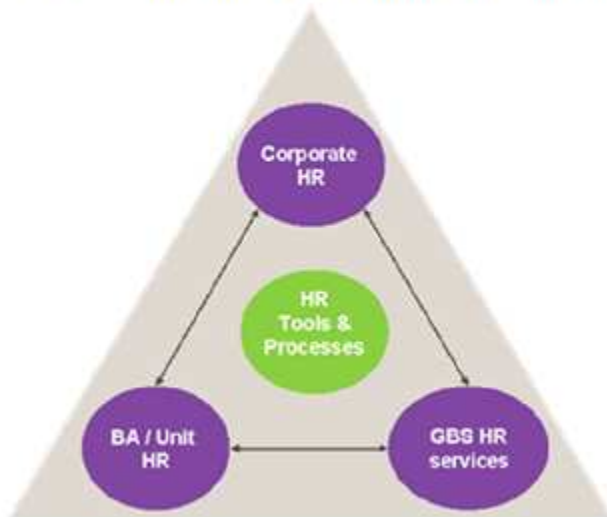 Corporate
HR
HR
Tools &
Processes
BA / Unit
HR
GBS HR
services